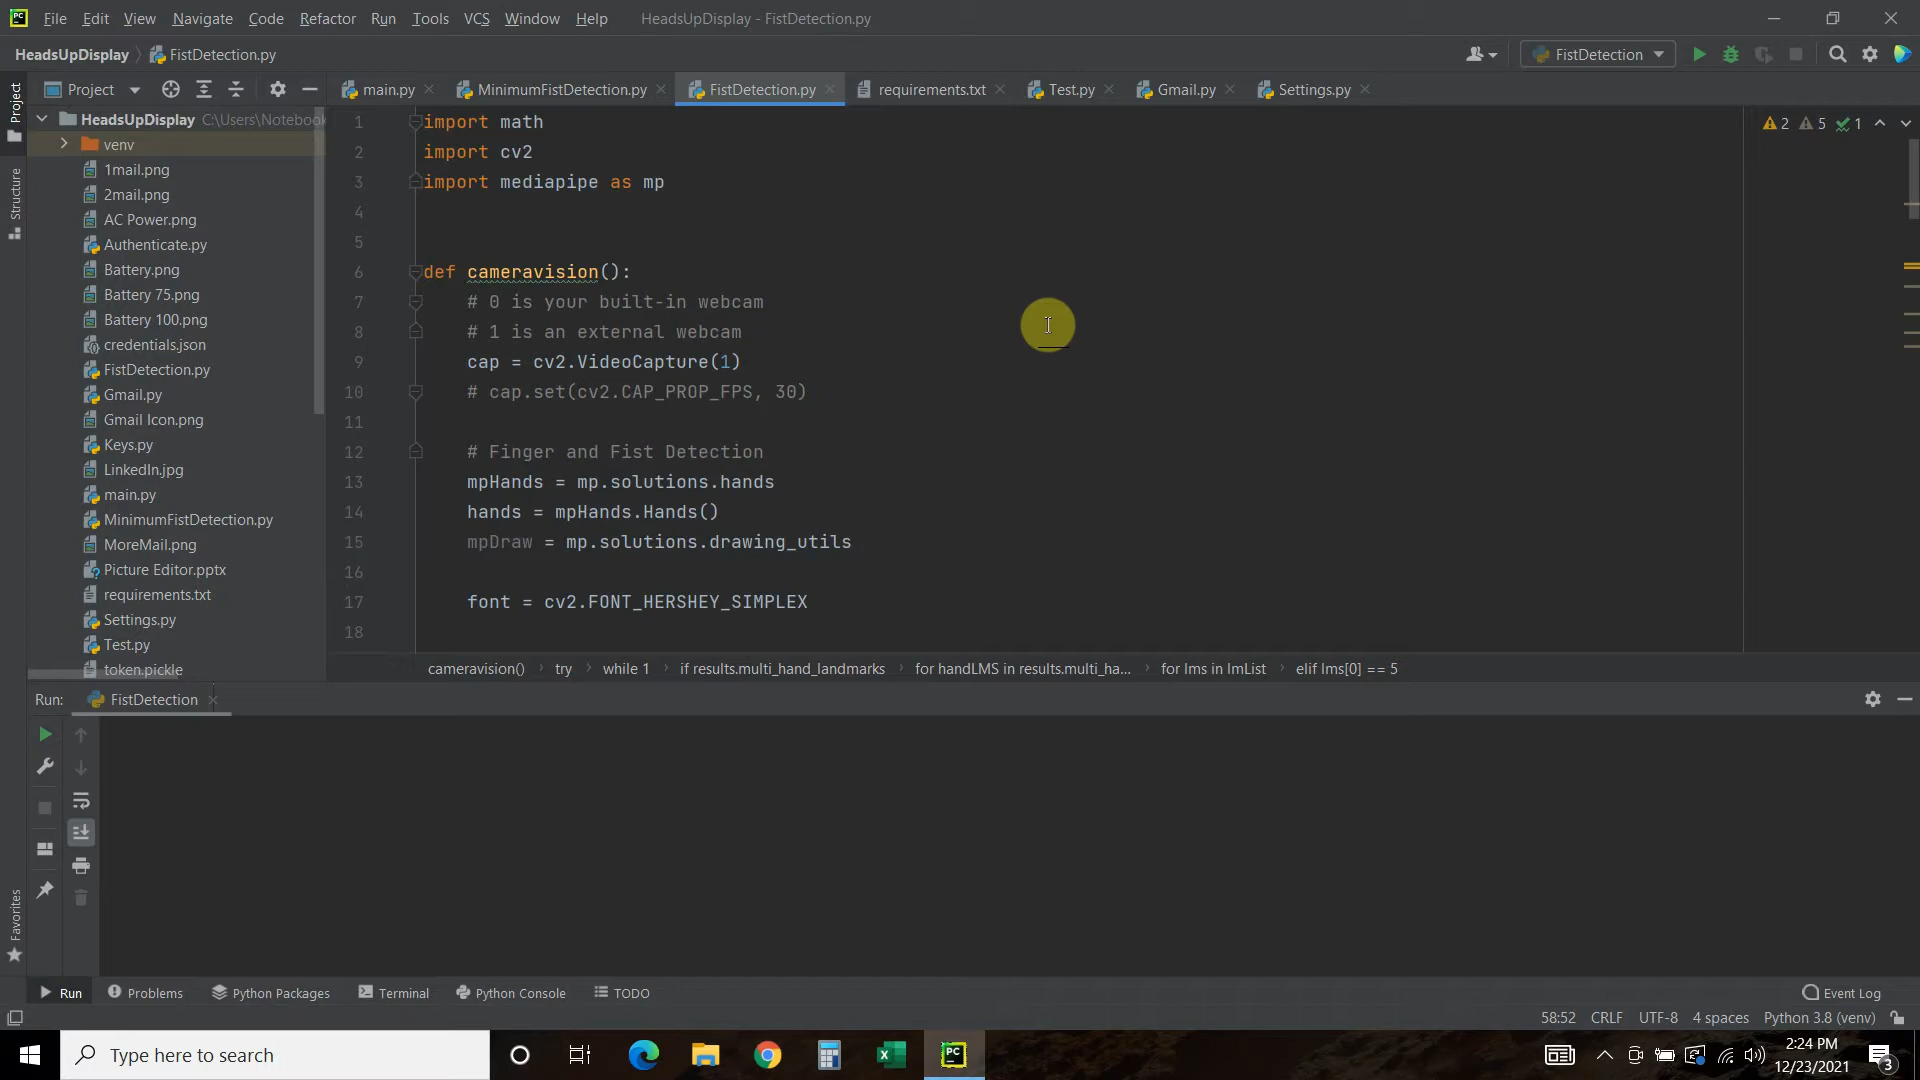 PC File Edit View Navigate Code Refactor Run Tools VCS Window Help HeadsUpDisplay - FistDetection.py
HeadsUpDisplay FistDetection.py FistDetection
Project main.py MinimumFistDetection.py FistDetection.py requirements.txt Test.py Gmail.py Settings.py
Project
Structure
Favorites
HeadsUpDisplay C:\Users\Notebook
venv
1mail.png
2mail.png
AC Power.png
Authenticate.py
Battery.png
Battery 75.png
Battery 100.png
credentials.json
FistDetection.py
Gmail.py
Gmail Icon.png
Keys.py
LinkedIn.jpg
main.py
MinimumFistDetection.py
MoreMail.png
Picture Editor.pptx
requirements.txt
Settings.py
Test.py
token.pickle
2 5 1
1 import math
2 import cv2
3 import mediapipe as mp
4
5
6 def cameravision():
7 # 0 is your built-in webcam
8 # 1 is an external webcam
9 cap = cv2.VideoCapture(1)
10 # cap.set(cv2.CAP_PROP_FPS, 30)
11
12 # Finger and Fist Detection
13 mpHands = mp.solutions.hands
14 hands = mpHands.Hands()
15 mpDraw = mp.solutions.drawing_utils
16
17 font = cv2.FONT_HERSHEY_SIMPLEX
18
cameravision() try while 1 if results.multi_hand_landmarks for handLMS in results.multi_ha... for lms in lmList elif lms[0] == 5
Run: FistDetection
Run Problems Python Packages Terminal Python Console TODO Event Log
58:52 CRLF UTF-8 4 spaces Python 3.8 (venv)
Type here to search
PC
2:24 PM
12/23/2021
3